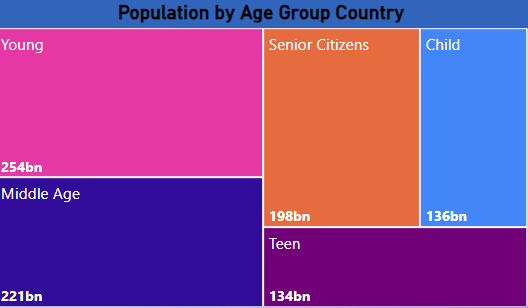 Population by Age Group Country
Young
254bn
Middle Age
221bn
Senior Citizens
198bn
Child
136bn
Teen
134bn